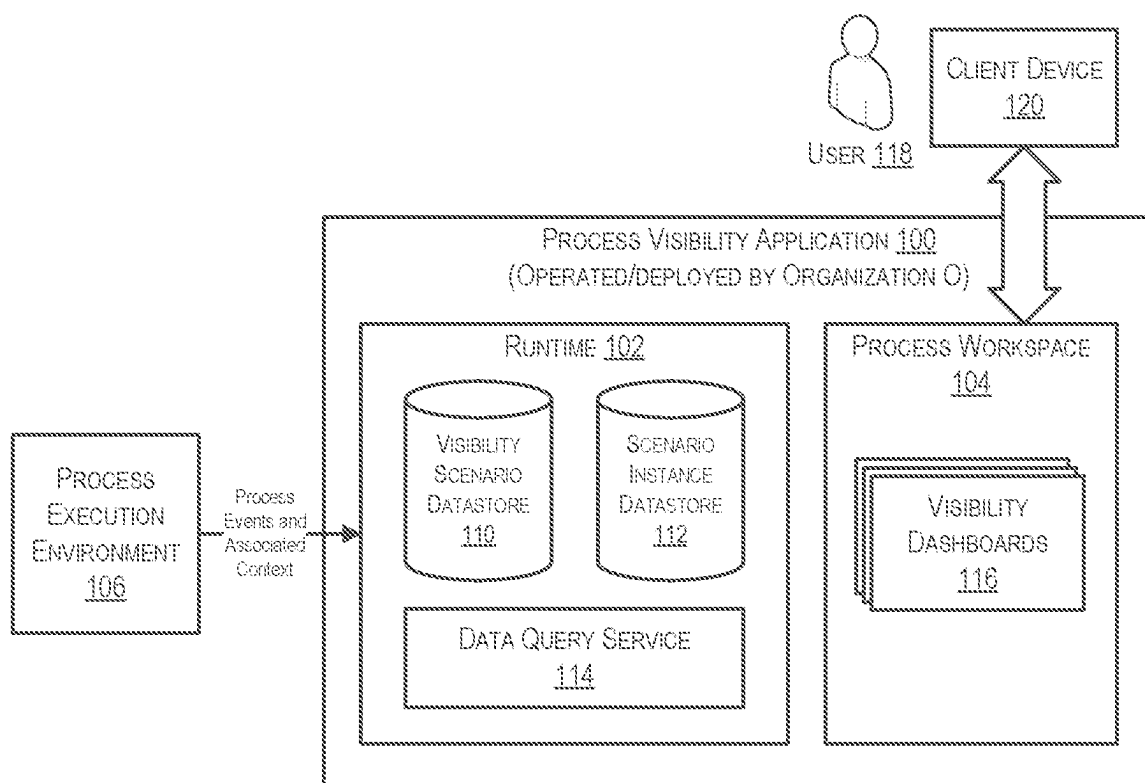 CLIENT DEVICE
120
USER 118
PROCESS VISIBILITY APPLICATION 100
(OPERATED/DEPLOYED BY ORGANIZATION O)
RUNTIME 102
PROCESS WORKSPACE
104
VISIBILITY
SCENARIO
DATASTORE
110
SCENARIO
INSTANCE
DATASTORE
112
PROCESS
EXECUTION
ENVIRONMENT
106
Process
Events and
Associated
Context
VISIBILITY
DASHBOARDS
116
DATA QUERY SERVICE
114